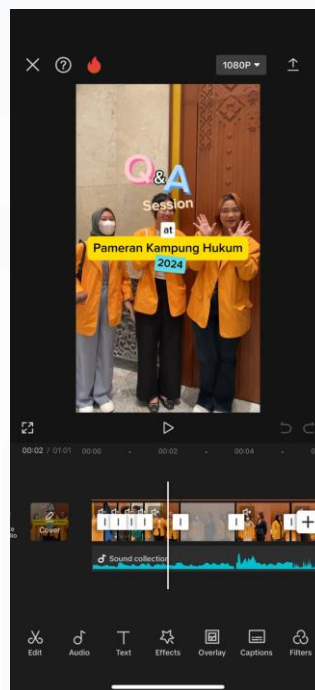 1080P
Q&A
Session
at
Pameran Kampung Hukum
2024
00:02 / 01:01 00:00 00:02 00:04
Cover
Sound collection
Edit Audio Text Effects Overlay Captions Filters